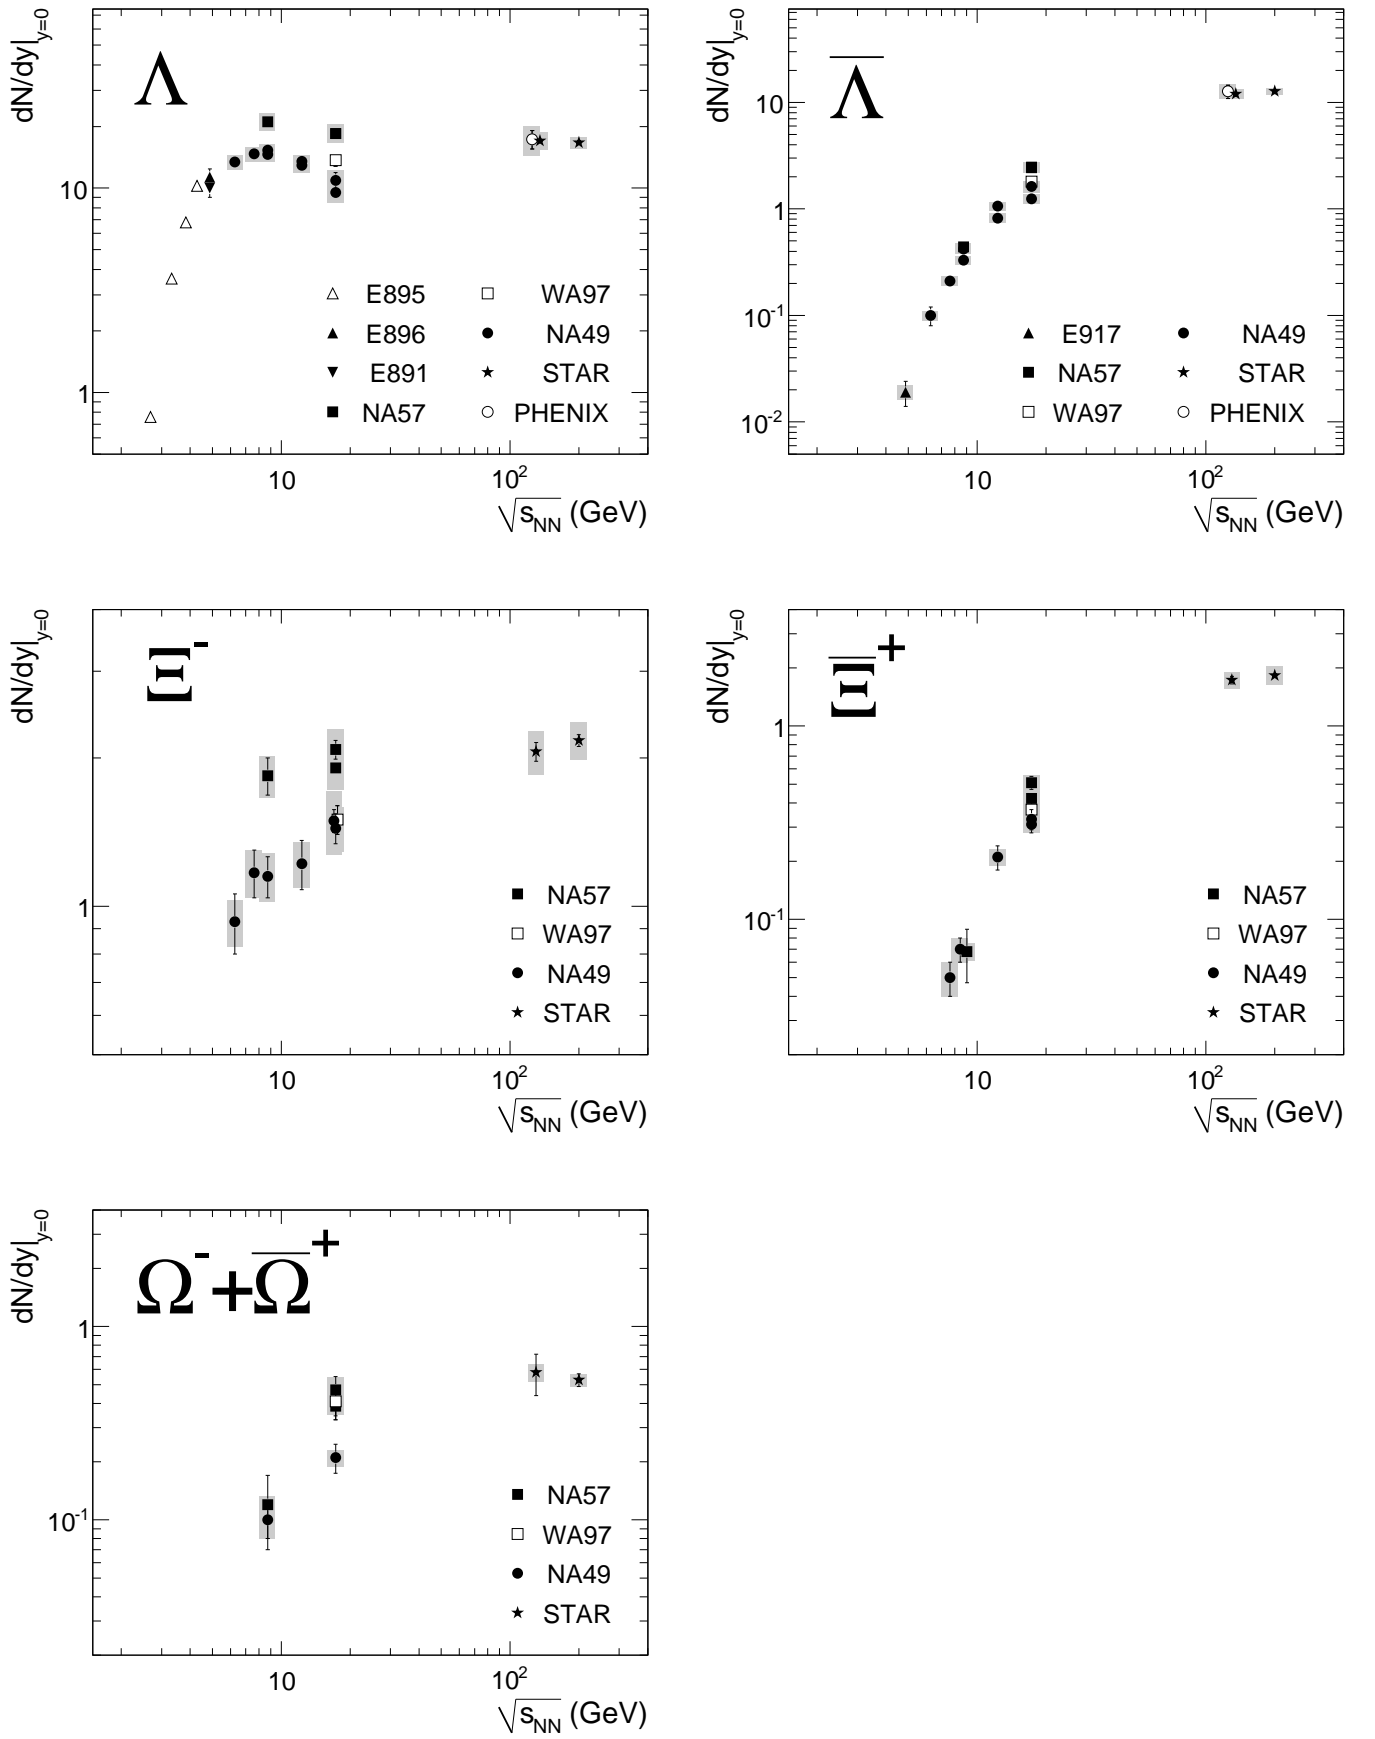 dN/dy|y=0
Λ
10
1
E895 WA97
E896 NA49
E891 STAR
NA57 PHENIX
10 10²
√sNN (GeV)
dN/dy|y=0
Λ̅
10
1
10⁻¹
10⁻²
E917 NA49
NA57 STAR
WA97 PHENIX
10 10²
√sNN (GeV)
dN/dy|y=0
Ξ⁻
1
NA57
WA97
NA49
STAR
10 10²
√sNN (GeV)
dN/dy|y=0
Ξ̅⁺
1
10⁻¹
NA57
WA97
NA49
STAR
10 10²
√sNN (GeV)
dN/dy|y=0
Ω⁻+Ω̅⁺
1
10⁻¹
NA57
WA97
NA49
STAR
10 10²
√sNN (GeV)